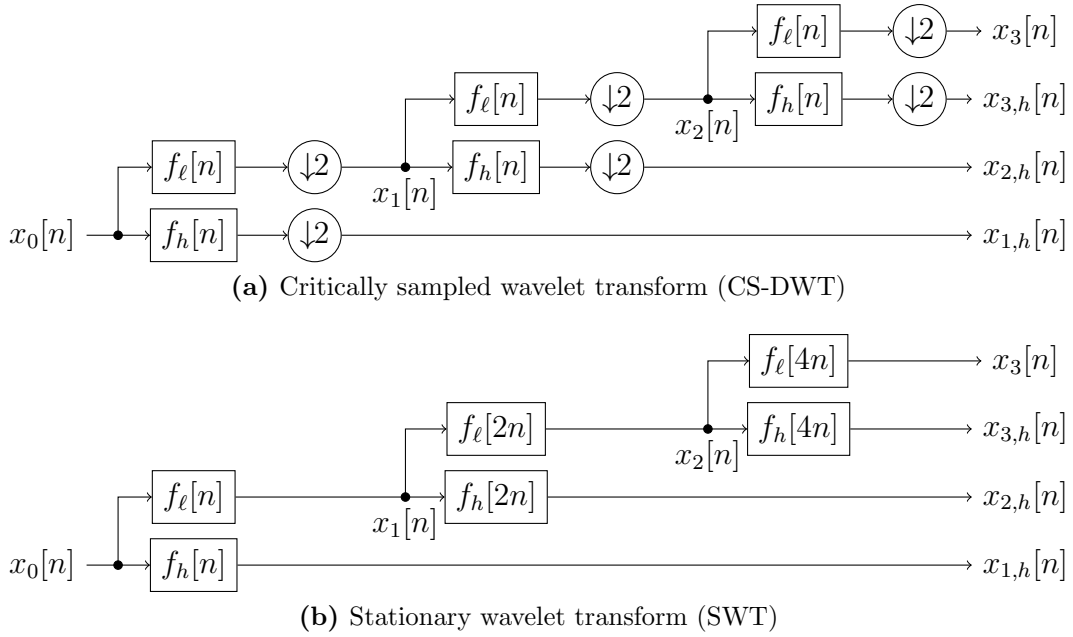 f_ℓ[n] ↓2 x_3[n]
f_ℓ[n] ↓2 f_h[n] ↓2 x_{3,h}[n]
x_2[n]
f_ℓ[n] ↓2 f_h[n] ↓2 x_{2,h}[n]
x_1[n]
x_0[n] f_h[n] ↓2 x_{1,h}[n]
(a) Critically sampled wavelet transform (CS-DWT)
f_ℓ[4n] x_3[n]
f_ℓ[2n] f_h[4n] x_{3,h}[n]
x_2[n]
f_ℓ[n] f_h[2n] x_{2,h}[n]
x_1[n]
x_0[n] f_h[n] x_{1,h}[n]
(b) Stationary wavelet transform (SWT)